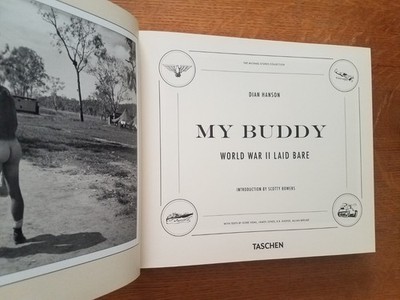 DIAN HANSON
MY BUDDY
WORLD WAR II LAID BARE
INTRODUCTION BY SCOTTY BOWERS
TASCHEN